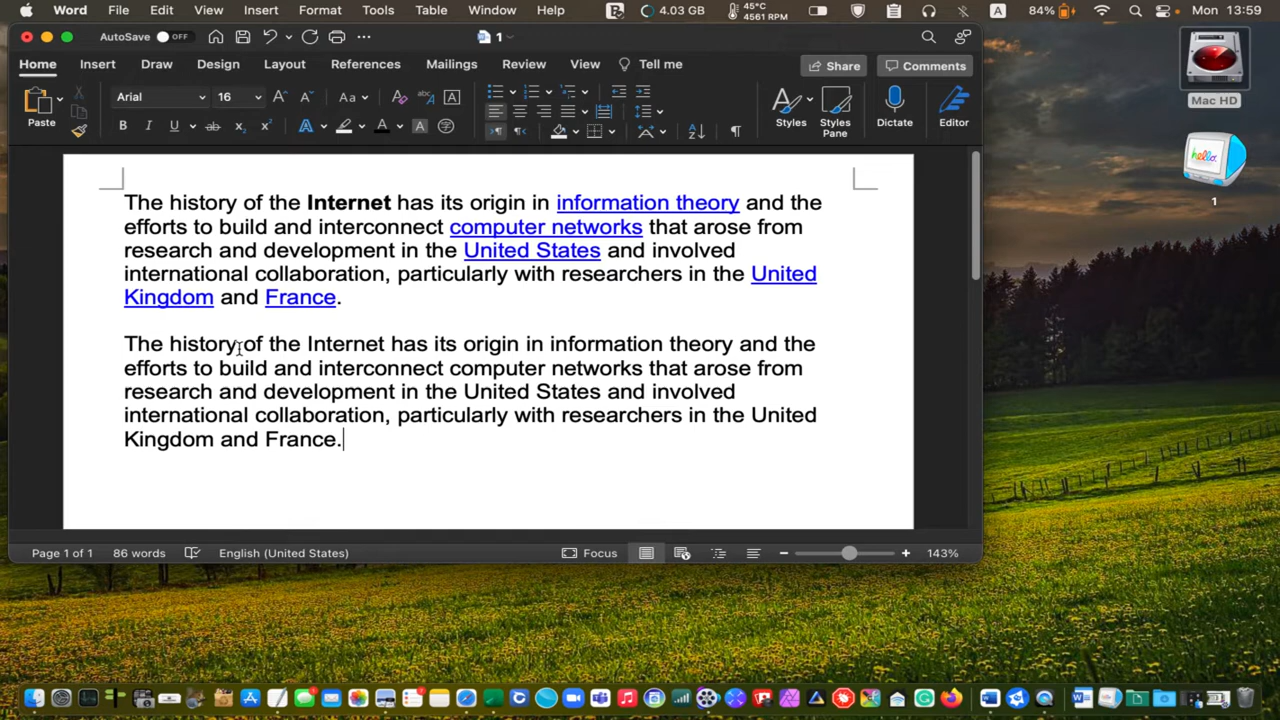 Word File Edit View Insert Format Tools Table Window Help 4.03 GB 45°C 4561 RPM A 84% Mon 13:59
AutoSave OFF 1
Home Insert Draw Design Layout References Mailings Review View Tell me Share Comments
Paste Arial 16 Aa Styles Styles Pane Dictate Editor
Mac HD
hello.
1
The history of the Internet has its origin in information theory and the
efforts to build and interconnect computer networks that arose from
research and development in the United States and involved
international collaboration, particularly with researchers in the United
Kingdom and France.
The history of the Internet has its origin in information theory and the
efforts to build and interconnect computer networks that arose from
research and development in the United States and involved
international collaboration, particularly with researchers in the United
Kingdom and France.
Page 1 of 1 86 words English (United States) Focus 143%